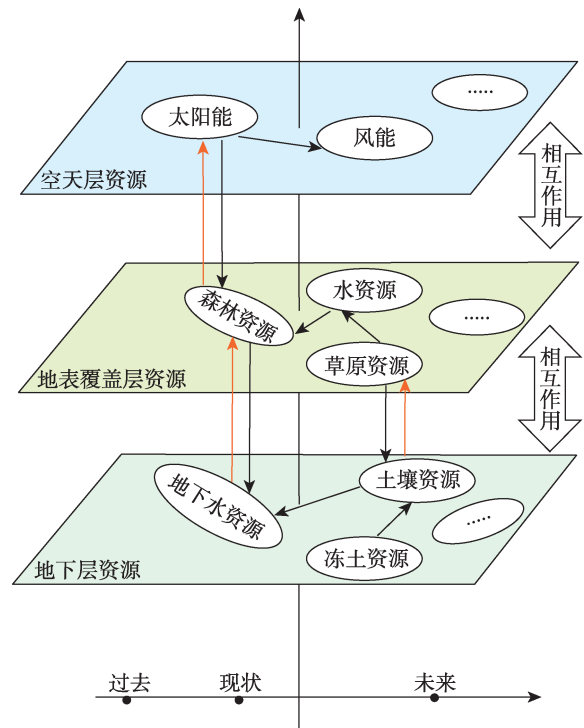 .....
太阳能
风能
空天层资源
相互作用
水资源
森林资源
.....
草原资源
地表覆盖层资源
相互作用
土壤资源
地下水资源
.....
冻土资源
地下层资源
过去
现状
未来